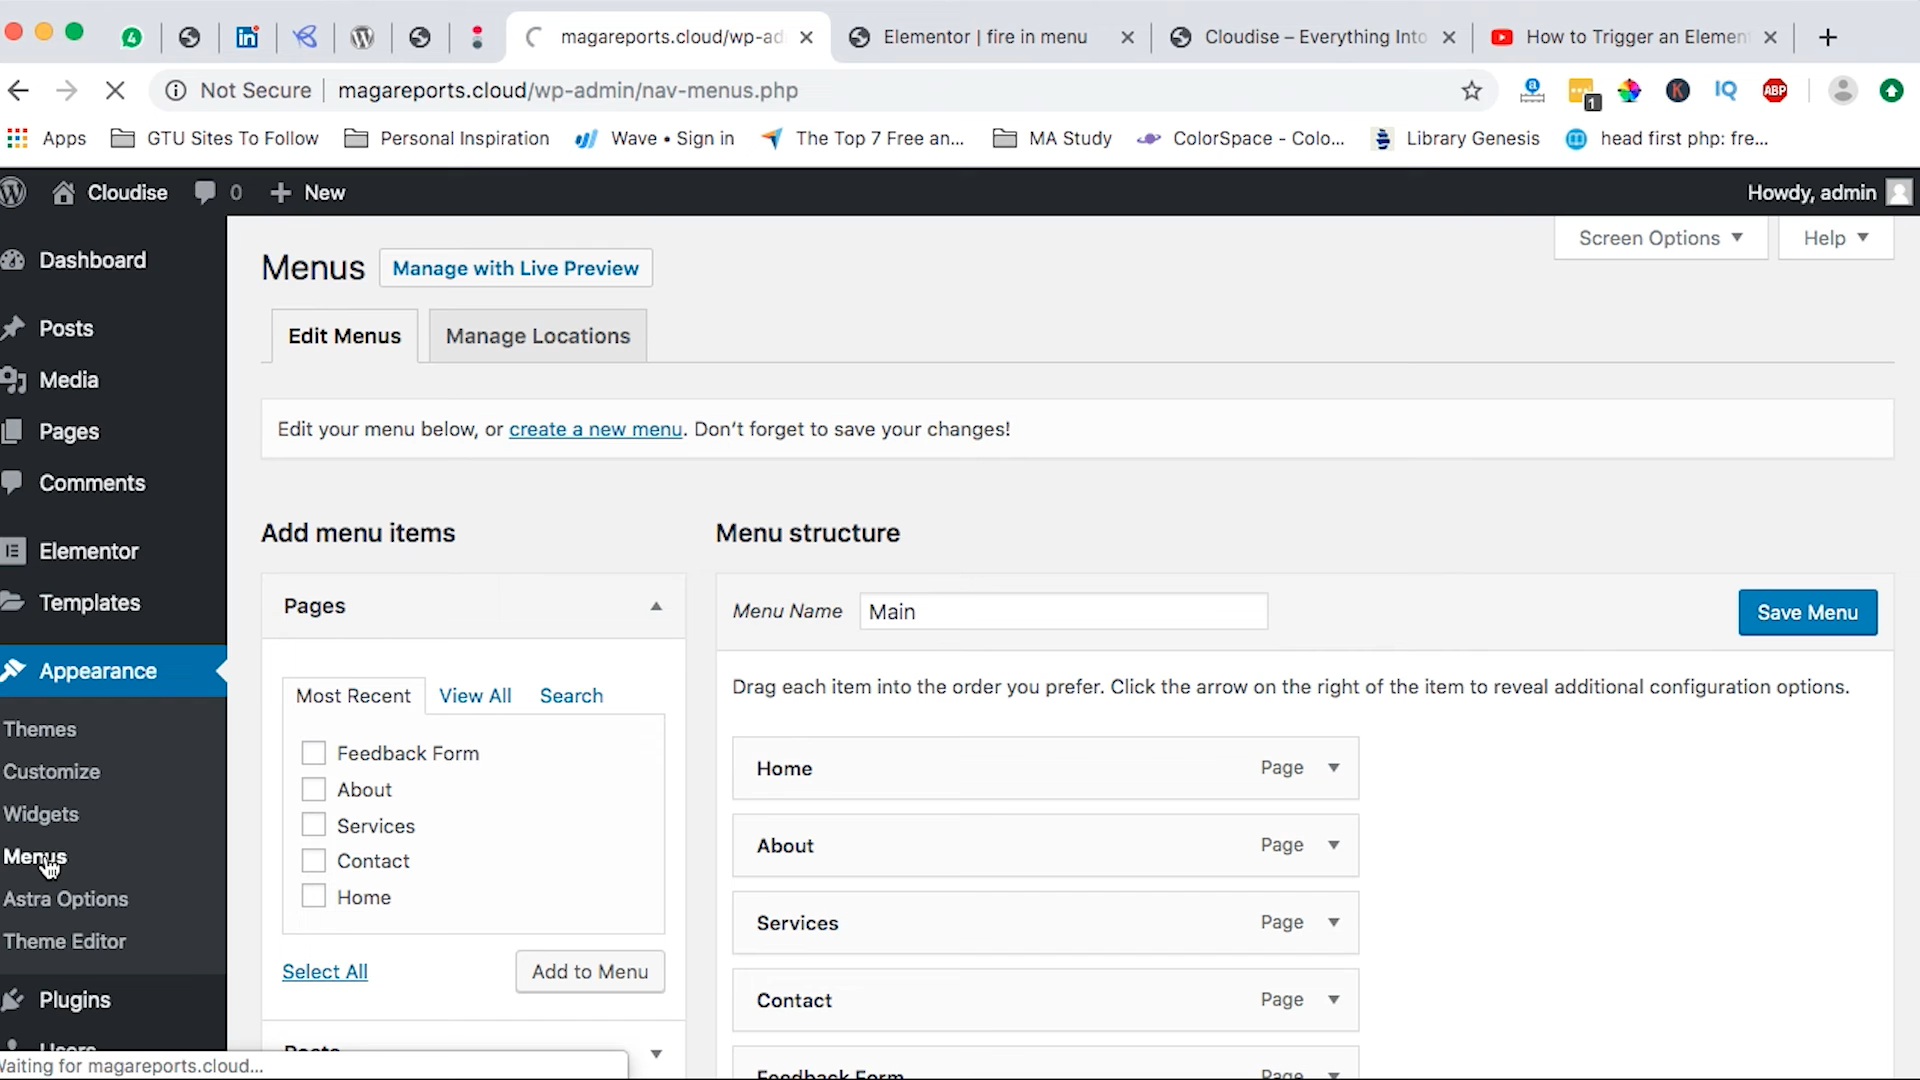 4
magareports.cloud/wp-ad
Elementor | fire in menu
Cloudise – Everything Into
How to Trigger an Elemen
Not Secure
magareports.cloud/wp-admin/nav-menus.php
1
K
IQ
ABP
Apps
GTU Sites To Follow
Personal Inspiration
Wave • Sign in
The Top 7 Free an...
MA Study
ColorSpace - Colo...
Library Genesis
head first php: fre...
Cloudise
0
New
Howdy, admin
Dashboard
Posts
Media
Pages
Comments
Elementor
Templates
Appearance
Themes
Customize
Widgets
Menus
Astra Options
Theme Editor
Plugins
Users
Waiting for magareports.cloud...
Screen Options
Help
Menus
Manage with Live Preview
Edit Menus
Manage Locations
Edit your menu below, or create a new menu. Don't forget to save your changes!
Add menu items
Pages
Most Recent
View All
Search
Feedback Form
About
Services
Contact
Home
Select All
Add to Menu
Posts
Menu structure
Menu Name
Main
Save Menu
Drag each item into the order you prefer. Click the arrow on the right of the item to reveal additional configuration options.
Home
Page
About
Page
Services
Page
Contact
Page
Feedback Form
Page